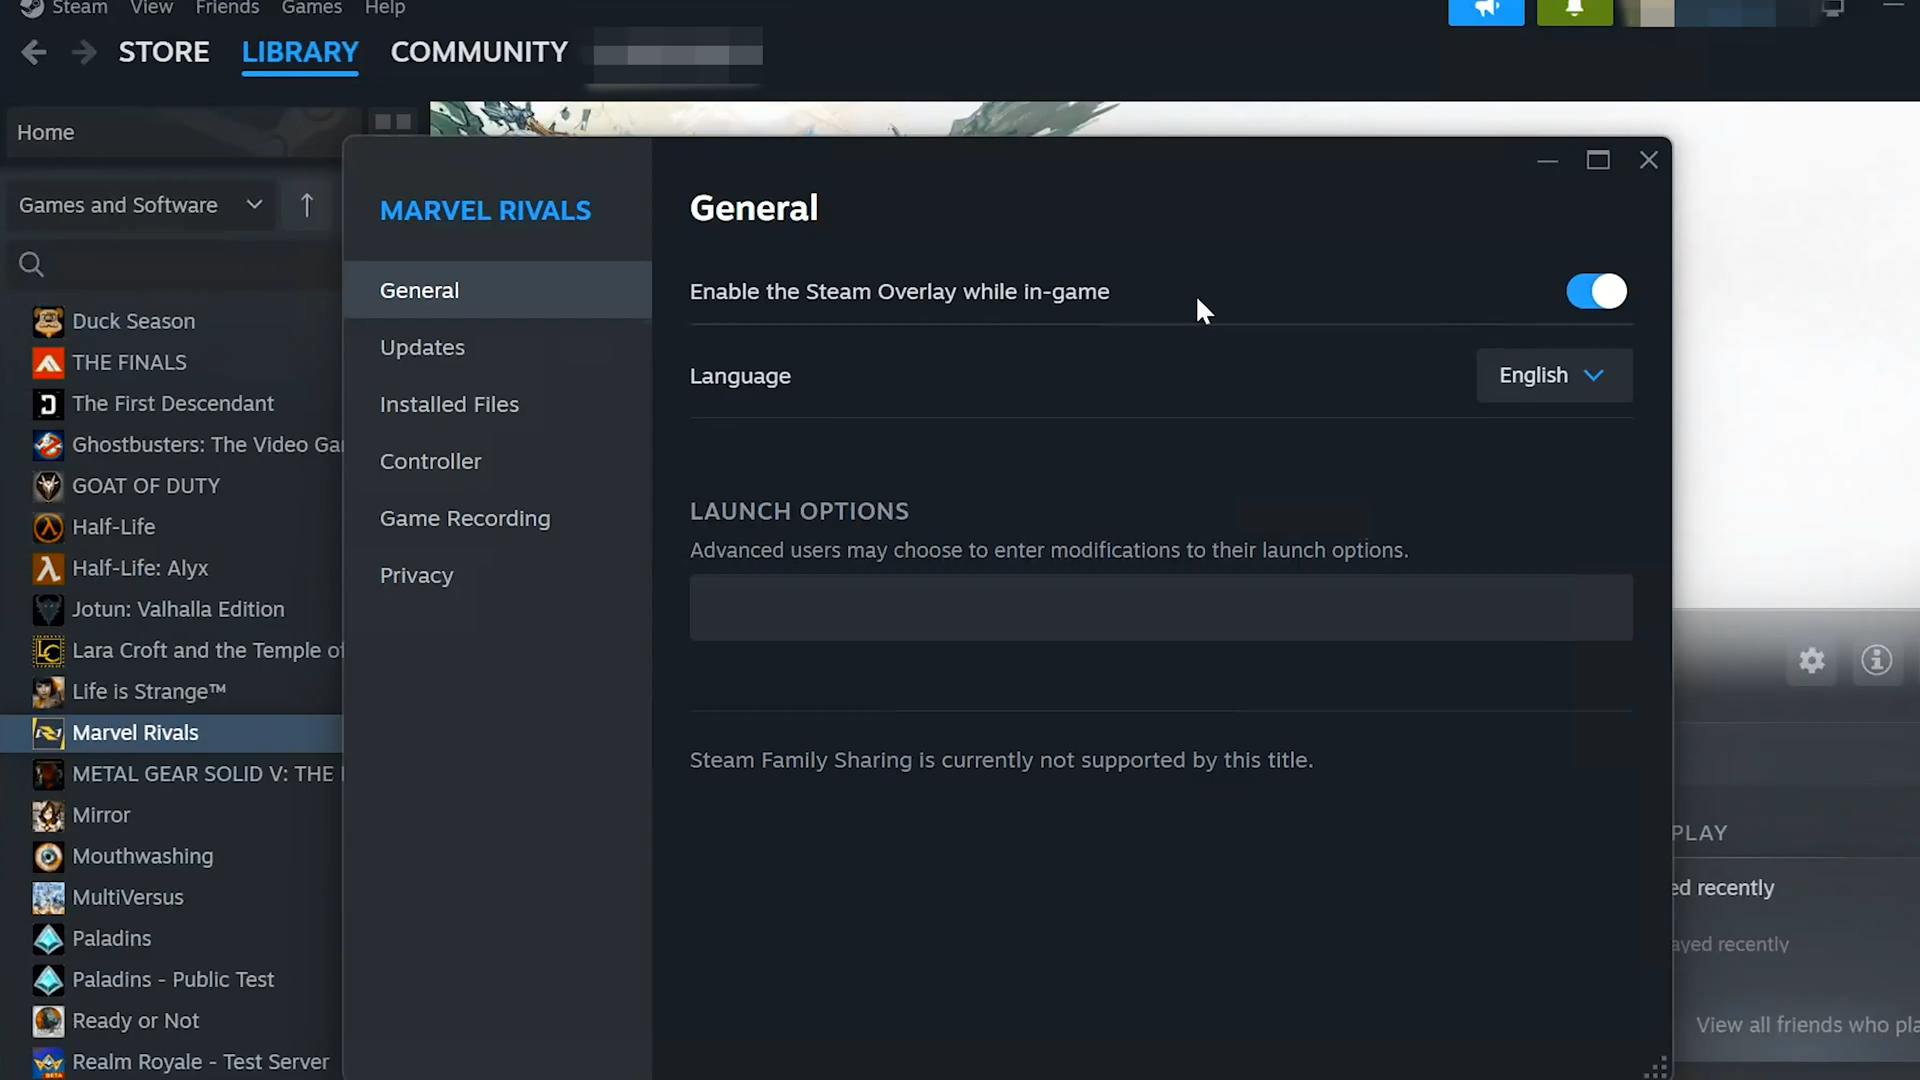 Steam View Friends Games Help
STORE LIBRARY COMMUNITY
Home
Games and Software
Duck Season
THE FINALS
The First Descendant
Ghostbusters: The Video Gar
GOAT OF DUTY
Half-Life
Half-Life: Alyx
Jotun: Valhalla Edition
Lara Croft and the Temple of
Life is Strange™
Marvel Rivals
METAL GEAR SOLID V: THE
Mirror
Mouthwashing
MultiVersus
Paladins
Paladins - Public Test
Ready or Not
Realm Royale - Test Server
MARVEL RIVALS
General
Updates
Installed Files
Controller
Game Recording
Privacy
General
Enable the Steam Overlay while in-game
Language
English
LAUNCH OPTIONS
Advanced users may choose to enter modifications to their launch options.
Steam Family Sharing is currently not supported by this title.
PLAY
ed recently
ayed recently
View all friends who pla